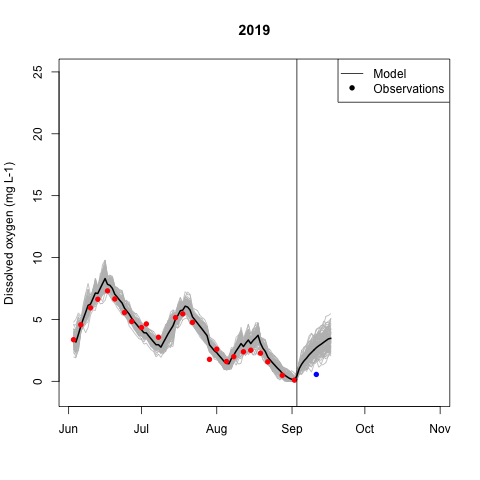 2019
Model
Observations
Dissolved oxygen (mg L-1)
25
20
15
10
5
0
Jun Jul Aug Sep Oct Nov